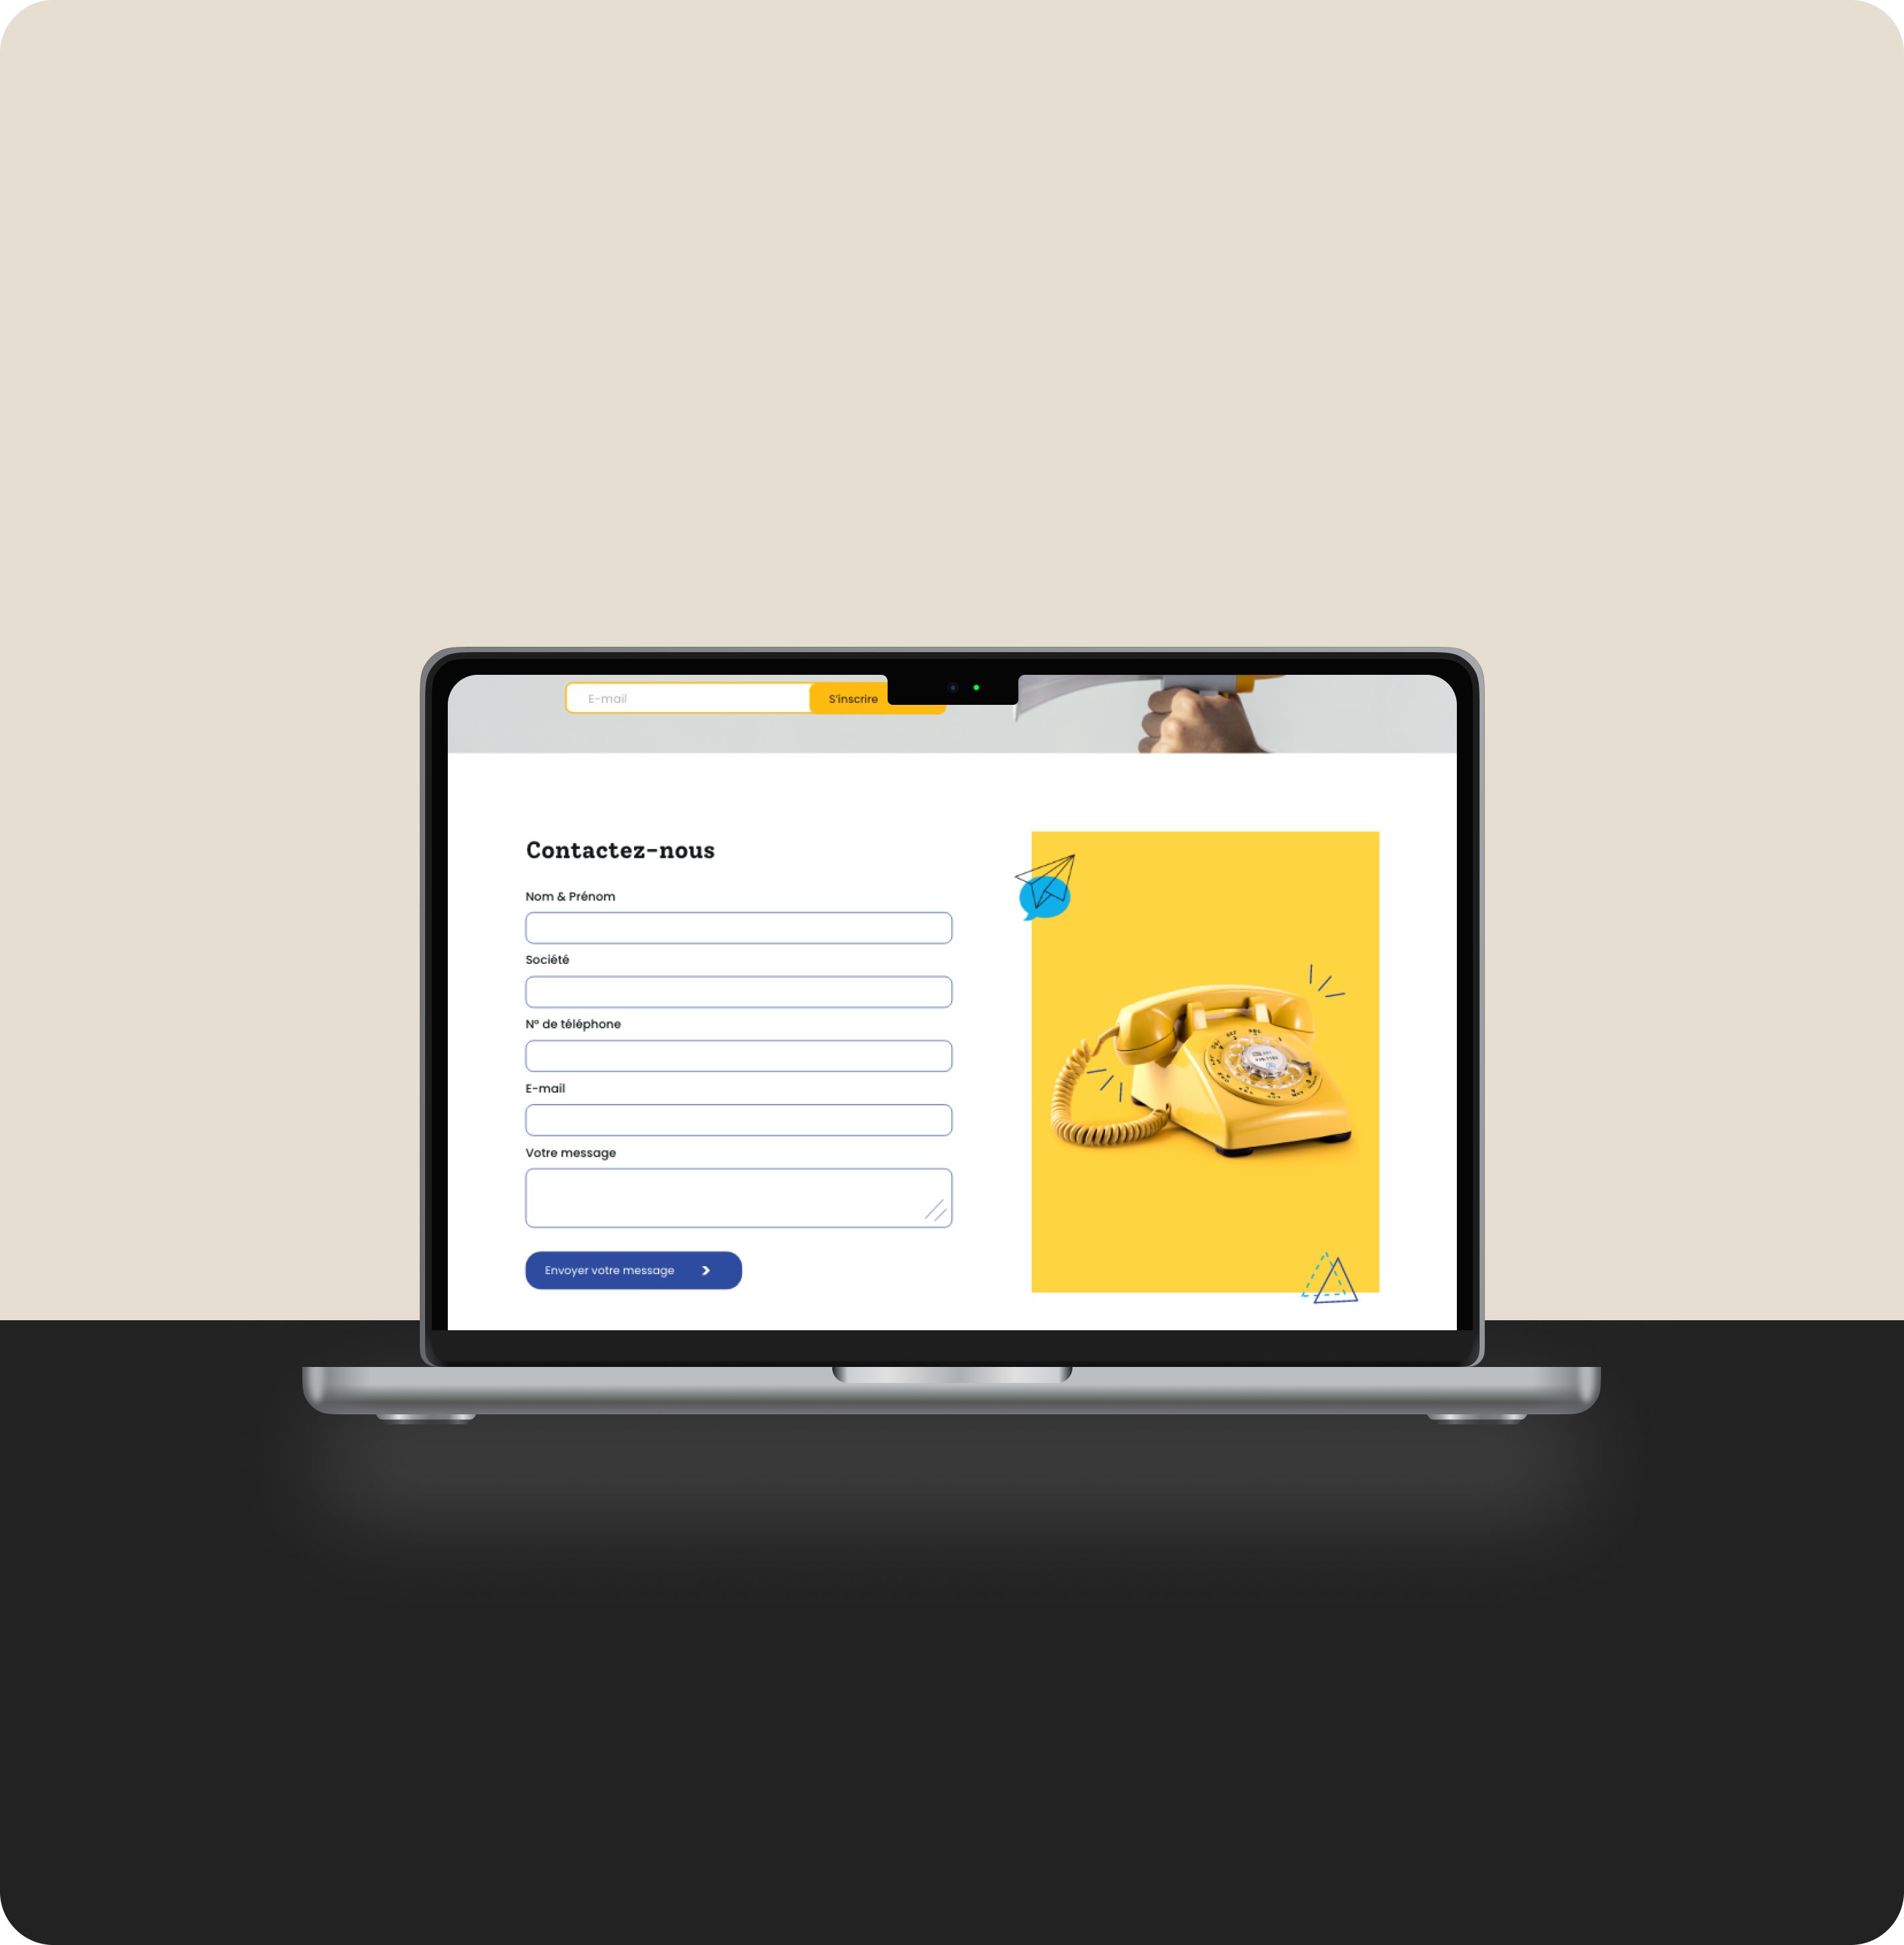 E-mail
S'inscrire
Contactez-nous
Nom & Prénom
Société
N° de téléphone
E-mail
Votre message
Envoyer votre message